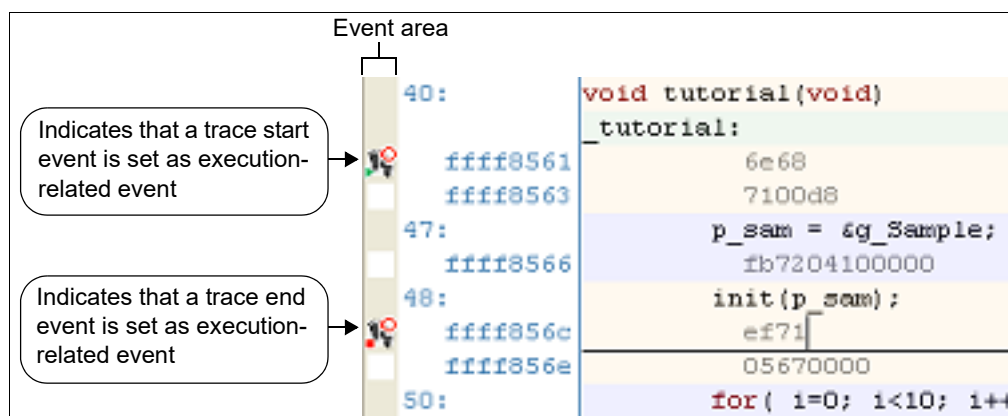 Event area
40: void tutorial(void)
_tutorial:
Indicates that a trace start
event is set as execution-
related event
ffff8561 6e68
ffff8563 7100d8
47: p_sam = &g_Sample;
ffff8566 fb7204100000
48: init(p_sam);
Indicates that a trace end
event is set as execution-
related event
ffff856c ef71
ffff856e 05670000
50: for( i=0; i<10; i++